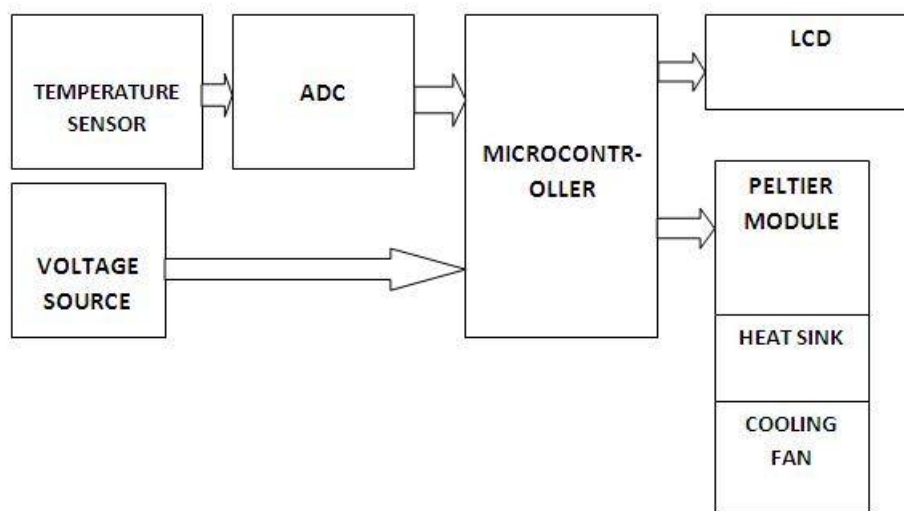 TEMPERATURE
SENSOR
ADC
MICROCONTR-
OLLER
LCD
VOLTAGE
SOURCE
PELTIER
MODULE
HEAT SINK
COOLING
FAN